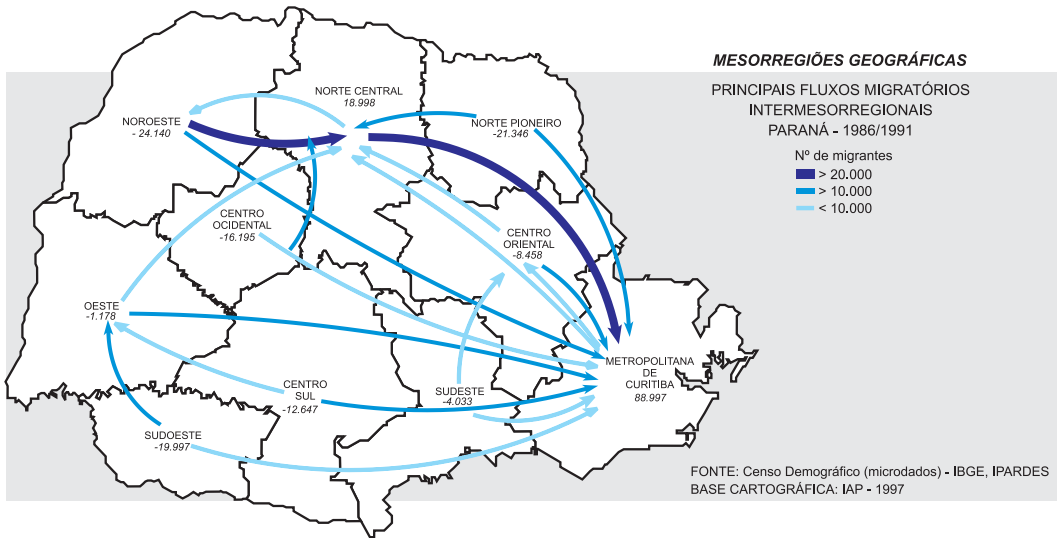 MESORREGIÕES GEOGRÁFICAS
PRINCIPAIS FLUXOS MIGRATÓRIOS
INTERMESORREGIONAIS
PARANÁ - 1986/1991
Nº de migrantes
> 20.000
> 10.000
< 10.000
NORTE CENTRAL
18.998
NOROESTE
- 24.140
NORTE PIONEIRO
-21.346
CENTRO
OCIDENTAL
-16.195
CENTRO
ORIENTAL
-8.458
OESTE
-1.178
METROPOLITANA
DE
CURITIBA
88.997
CENTRO
SUL
-12.647
SUDESTE
-4.033
SUDOESTE
-19.997
FONTE: Censo Demográfico (microdados) - IBGE, IPARDES
BASE CARTOGRÁFICA: IAP - 1997